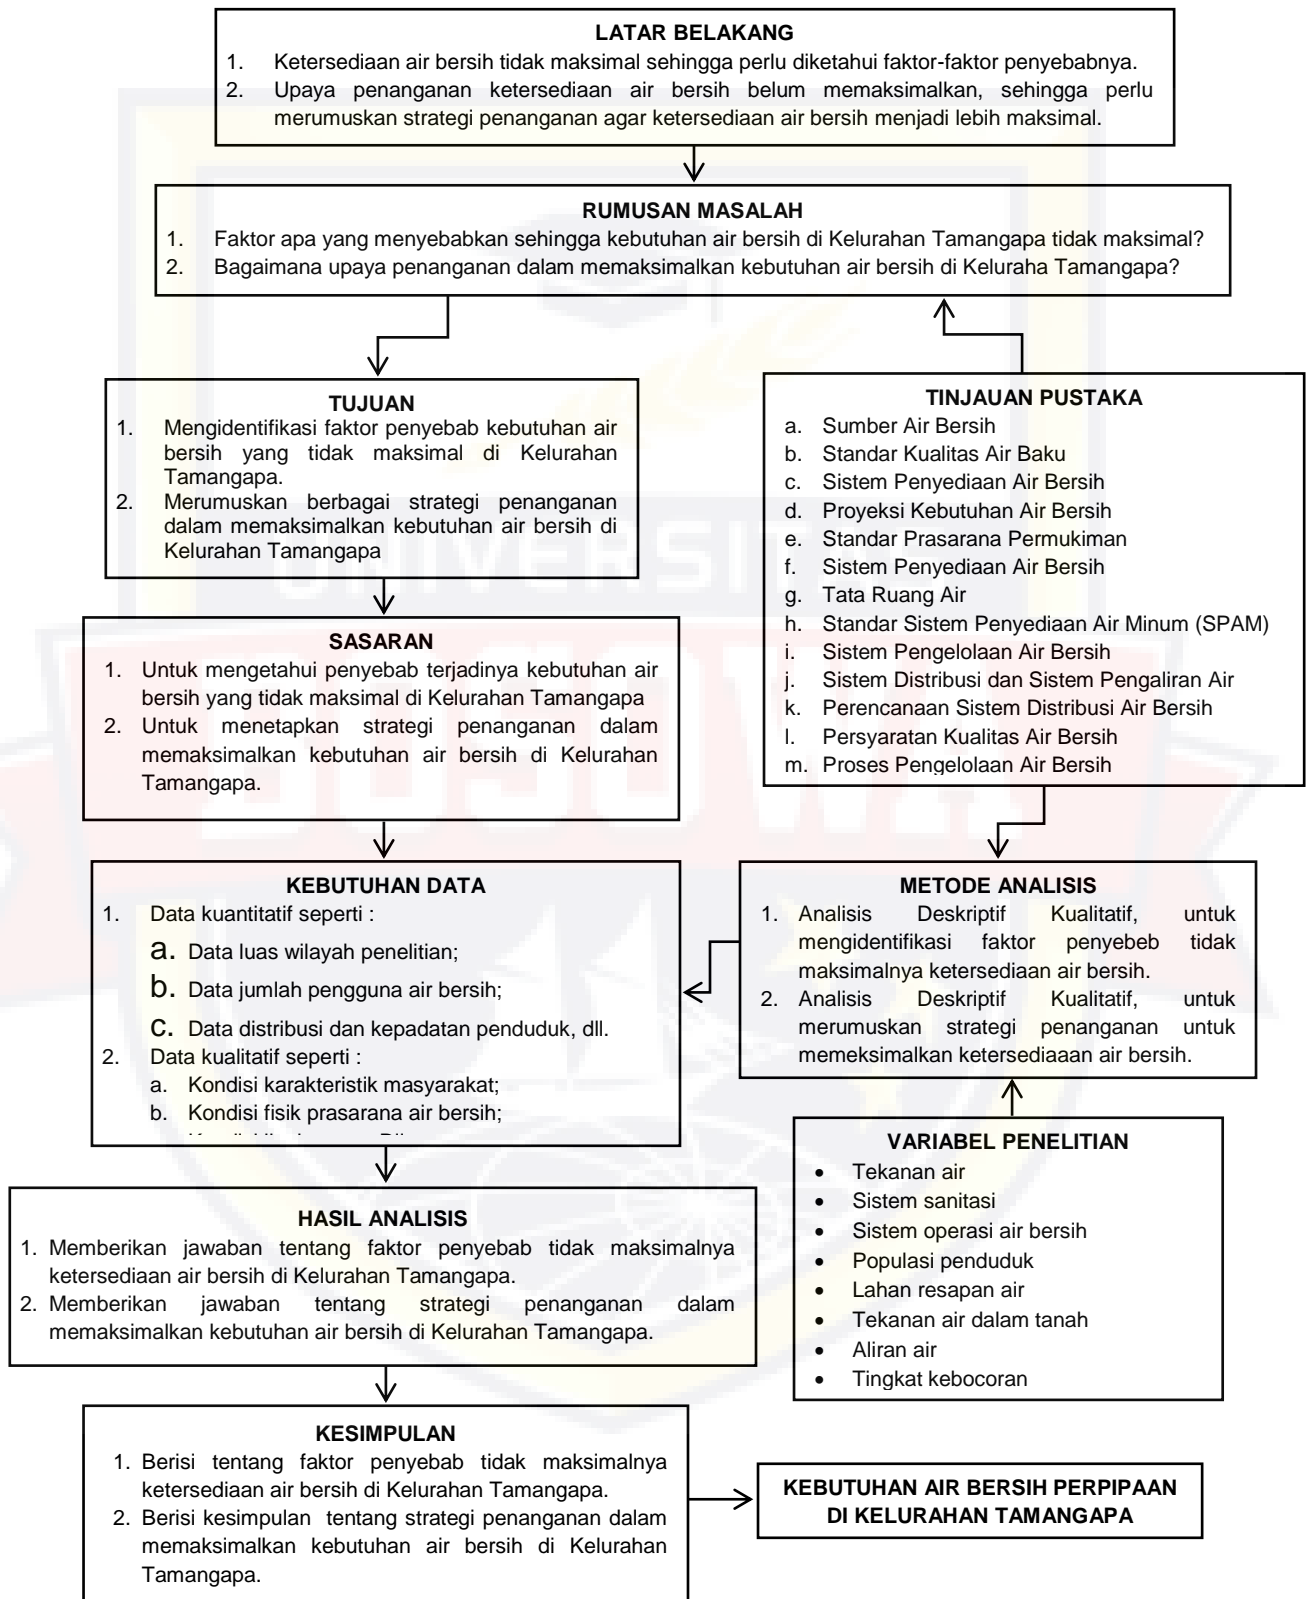 LATAR BELAKANG
1. Ketersediaan air bersih tidak maksimal sehingga perlu diketahui faktor-faktor penyebabnya.
2. Upaya penanganan ketersediaan air bersih belum memaksimalkan, sehingga perlu
merumuskan strategi penanganan agar ketersediaan air bersih menjadi lebih maksimal.
RUMUSAN MASALAH
1. Faktor apa yang menyebabkan sehingga kebutuhan air bersih di Kelurahan Tamangapa tidak maksimal?
2. Bagaimana upaya penanganan dalam memaksimalkan kebutuhan air bersih di Keluraha Tamangapa?
TUJUAN
1. Mengidentifikasi faktor penyebab kebutuhan air
bersih yang tidak maksimal di Kelurahan
Tamangapa.
2. Merumuskan berbagai strategi penanganan
dalam memaksimalkan kebutuhan air bersih di
Kelurahan Tamangapa
TINJAUAN PUSTAKA
a. Sumber Air Bersih
b. Standar Kualitas Air Baku
c. Sistem Penyediaan Air Bersih
d. Proyeksi Kebutuhan Air Bersih
e. Standar Prasarana Permukiman
f. Sistem Penyediaan Air Bersih
g. Tata Ruang Air
h. Standar Sistem Penyediaan Air Minum (SPAM)
i. Sistem Pengelolaan Air Bersih
j. Sistem Distribusi dan Sistem Pengaliran Air
k. Perencanaan Sistem Distribusi Air Bersih
l. Persyaratan Kualitas Air Bersih
m. Proses Pengelolaan Air Bersih
SASARAN
1. Untuk mengetahui penyebab terjadinya kebutuhan air
bersih yang tidak maksimal di Kelurahan Tamangapa
2. Untuk menetapkan strategi penanganan dalam
memaksimalkan kebutuhan air bersih di Kelurahan
Tamangapa.
KEBUTUHAN DATA
1. Data kuantitatif seperti :
a. Data luas wilayah penelitian;
b. Data jumlah pengguna air bersih;
c. Data distribusi dan kepadatan penduduk, dll.
2. Data kualitatif seperti :
a. Kondisi karakteristik masyarakat;
b. Kondisi fisik prasarana air bersih;
METODE ANALISIS
1. Analisis Deskriptif Kualitatif, untuk
mengidentifikasi faktor penyebeb tidak
maksimalnya ketersediaan air bersih.
2. Analisis Deskriptif Kualitatif, untuk
merumuskan strategi penanganan untuk
memeksimalkan ketersediaaan air bersih.
VARIABEL PENELITIAN
• Tekanan air
• Sistem sanitasi
• Sistem operasi air bersih
• Populasi penduduk
• Lahan resapan air
• Tekanan air dalam tanah
• Aliran air
• Tingkat kebocoran
HASIL ANALISIS
1. Memberikan jawaban tentang faktor penyebab tidak maksimalnya
ketersediaan air bersih di Kelurahan Tamangapa.
2. Memberikan jawaban tentang strategi penanganan dalam
memaksimalkan kebutuhan air bersih di Kelurahan Tamangapa.
KESIMPULAN
1. Berisi tentang faktor penyebab tidak maksimalnya
ketersediaan air bersih di Kelurahan Tamangapa.
2. Berisi kesimpulan tentang strategi penanganan dalam
memaksimalkan kebutuhan air bersih di Kelurahan
Tamangapa.
KEBUTUHAN AIR BERSIH PERPIPAAN
DI KELURAHAN TAMANGAPA
UNIVERSITAS
BOSOWA